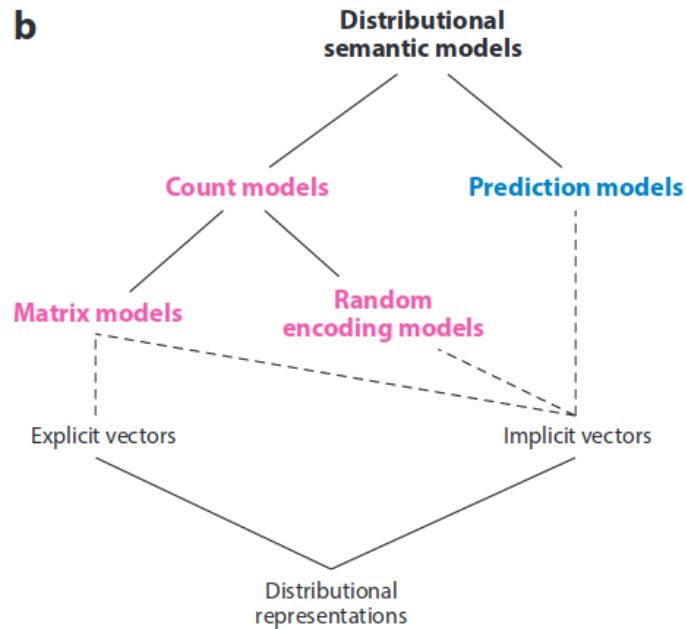 b
Distributional
semantic models
Count models
Prediction models
Matrix models
Random
encoding models
Explicit vectors
Implicit vectors
Distributional
representations